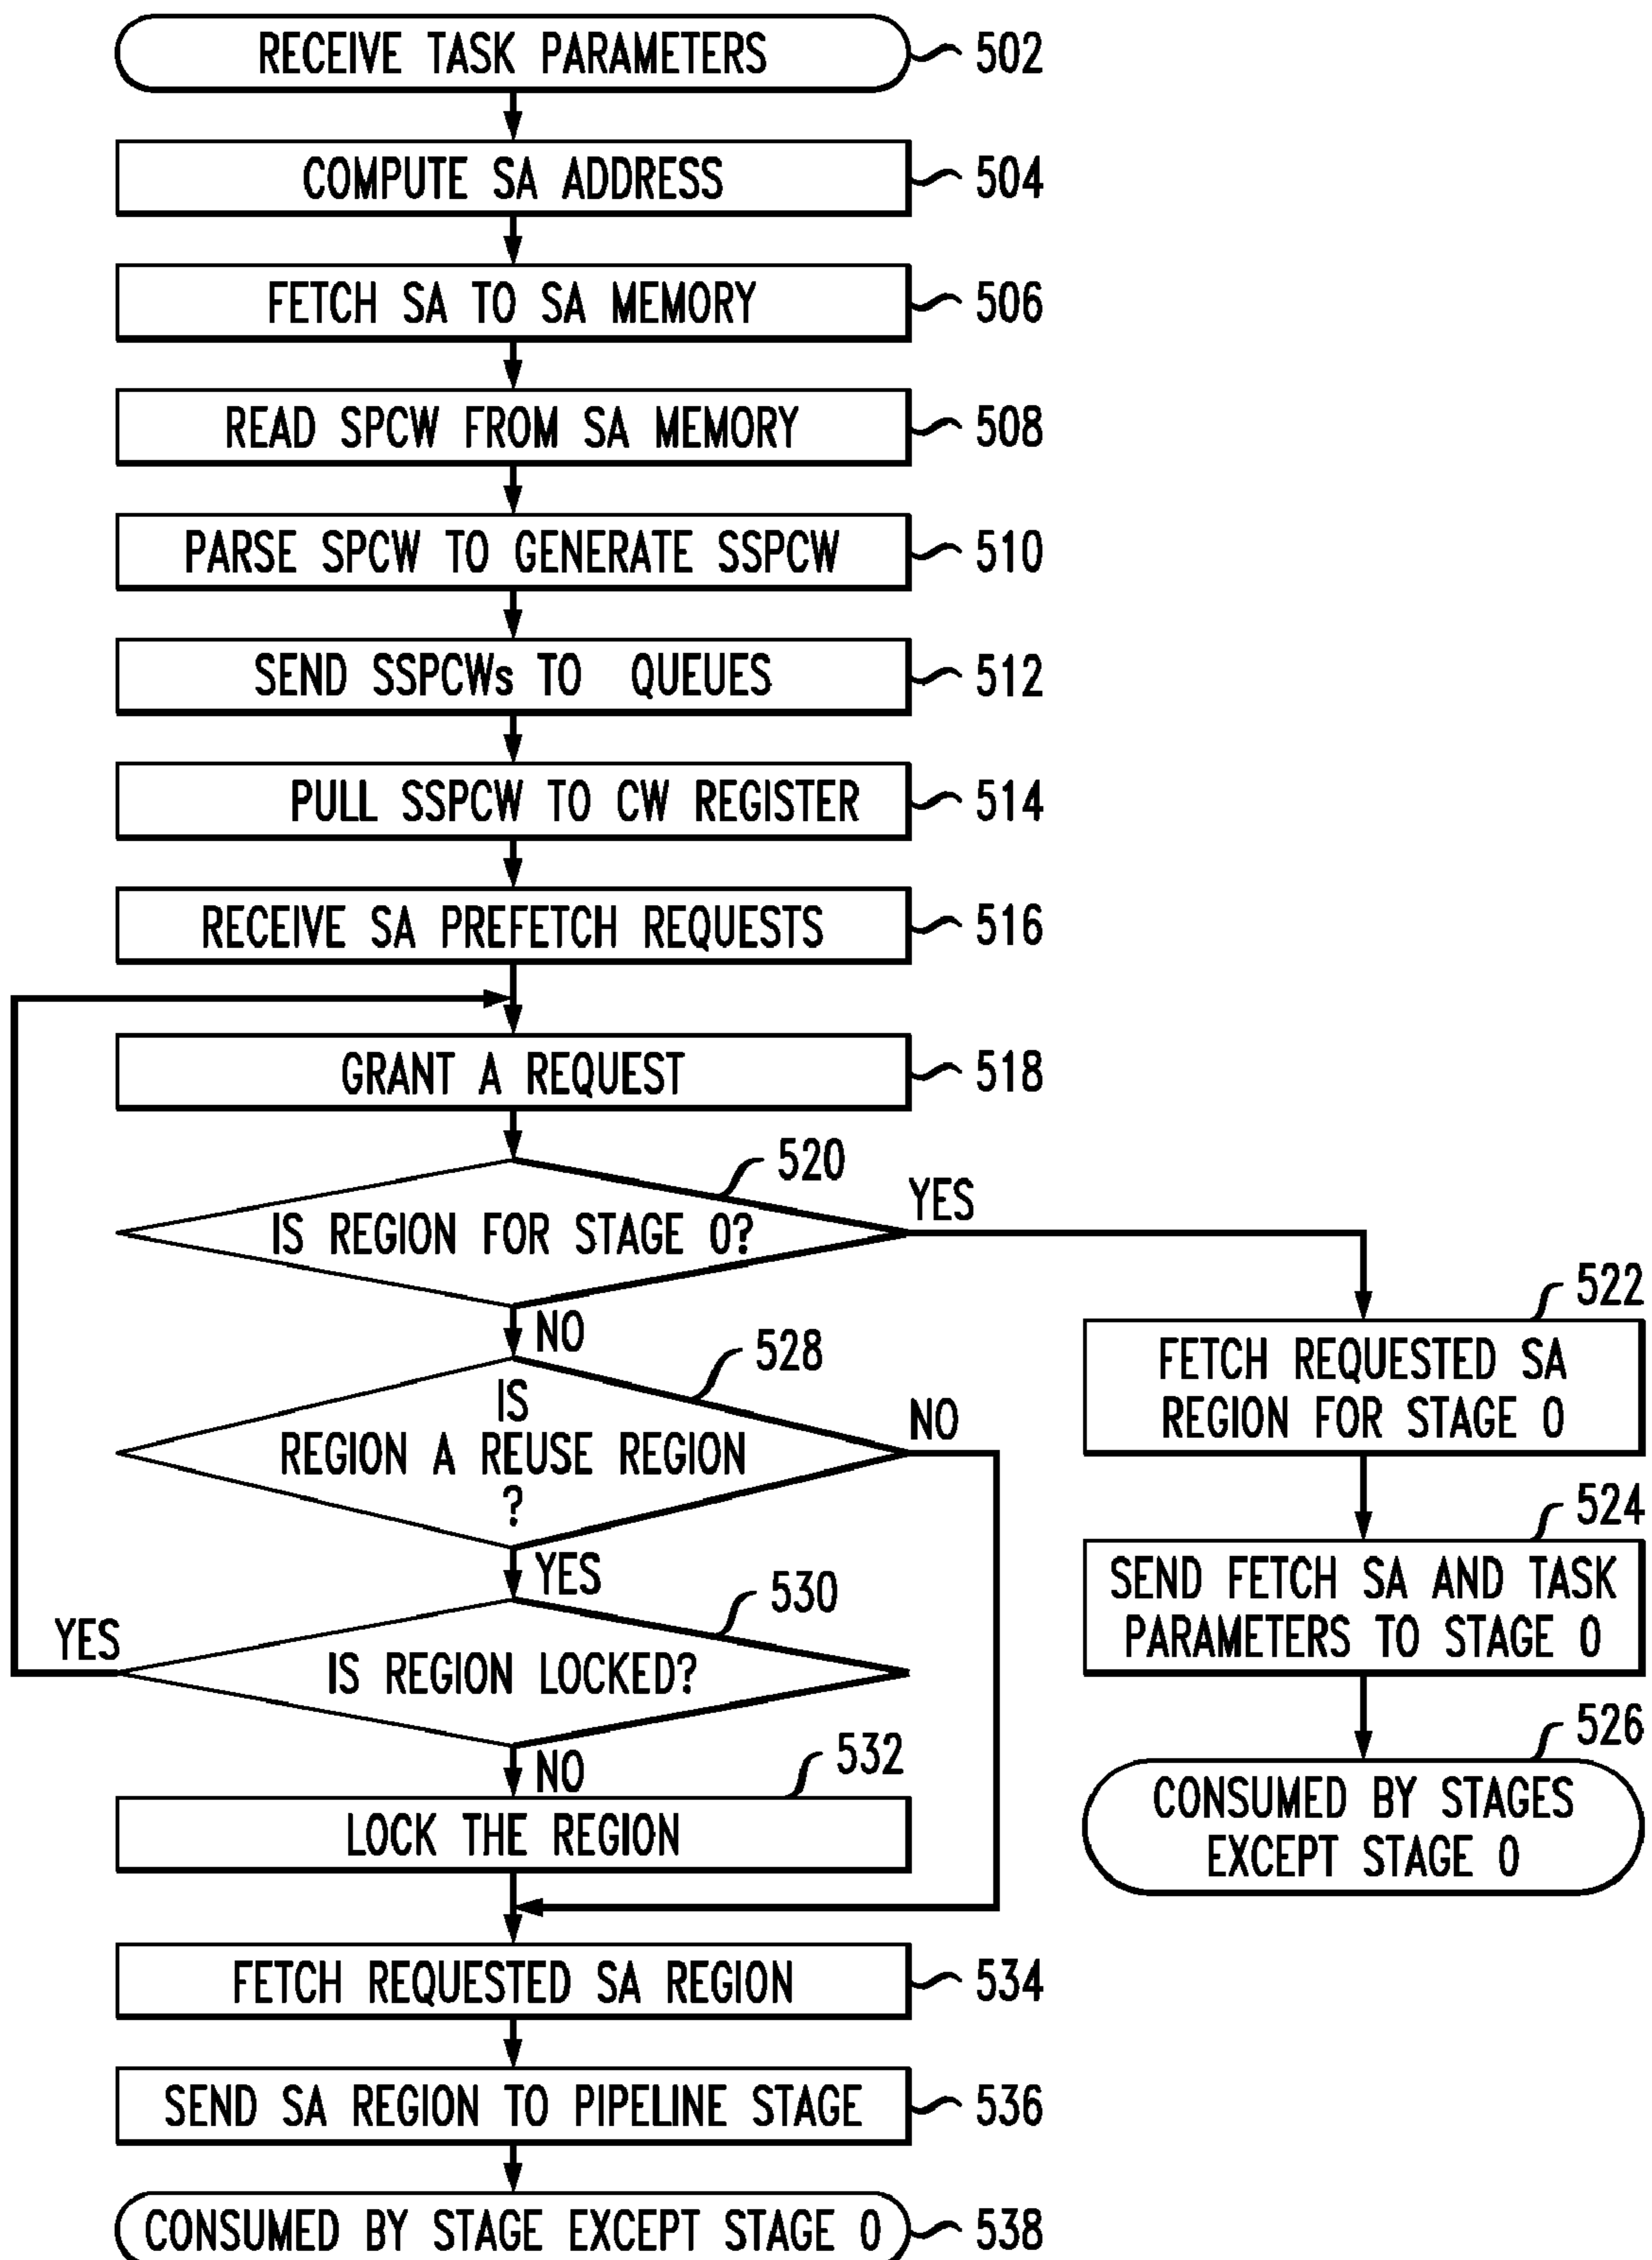 RECEIVE TASK PARAMETERS
502
COMPUTE SA ADDRESS
504
FETCH SA TO SA MEMORY
506
READ SPCW FROM SA MEMORY
508
PARSE SPCW TO GENERATE SSPCW
510
SEND SSPCWs TO QUEUES
512
PULL SSPCW TO CW REGISTER
514
RECEIVE SA PREFETCH REQUESTS
516
GRANT A REQUEST
518
520
IS REGION FOR STAGE 0?
YES
NO
522
FETCH REQUESTED SA
REGION FOR STAGE 0
528
IS
REGION A REUSE REGION
?
NO
YES
524
SEND FETCH SA AND TASK
PARAMETERS TO STAGE 0
530
IS REGION LOCKED?
YES
NO
526
CONSUMED BY STAGES
EXCEPT STAGE 0
532
LOCK THE REGION
FETCH REQUESTED SA REGION
534
SEND SA REGION TO PIPELINE STAGE
536
CONSUMED BY STAGE EXCEPT STAGE 0
538